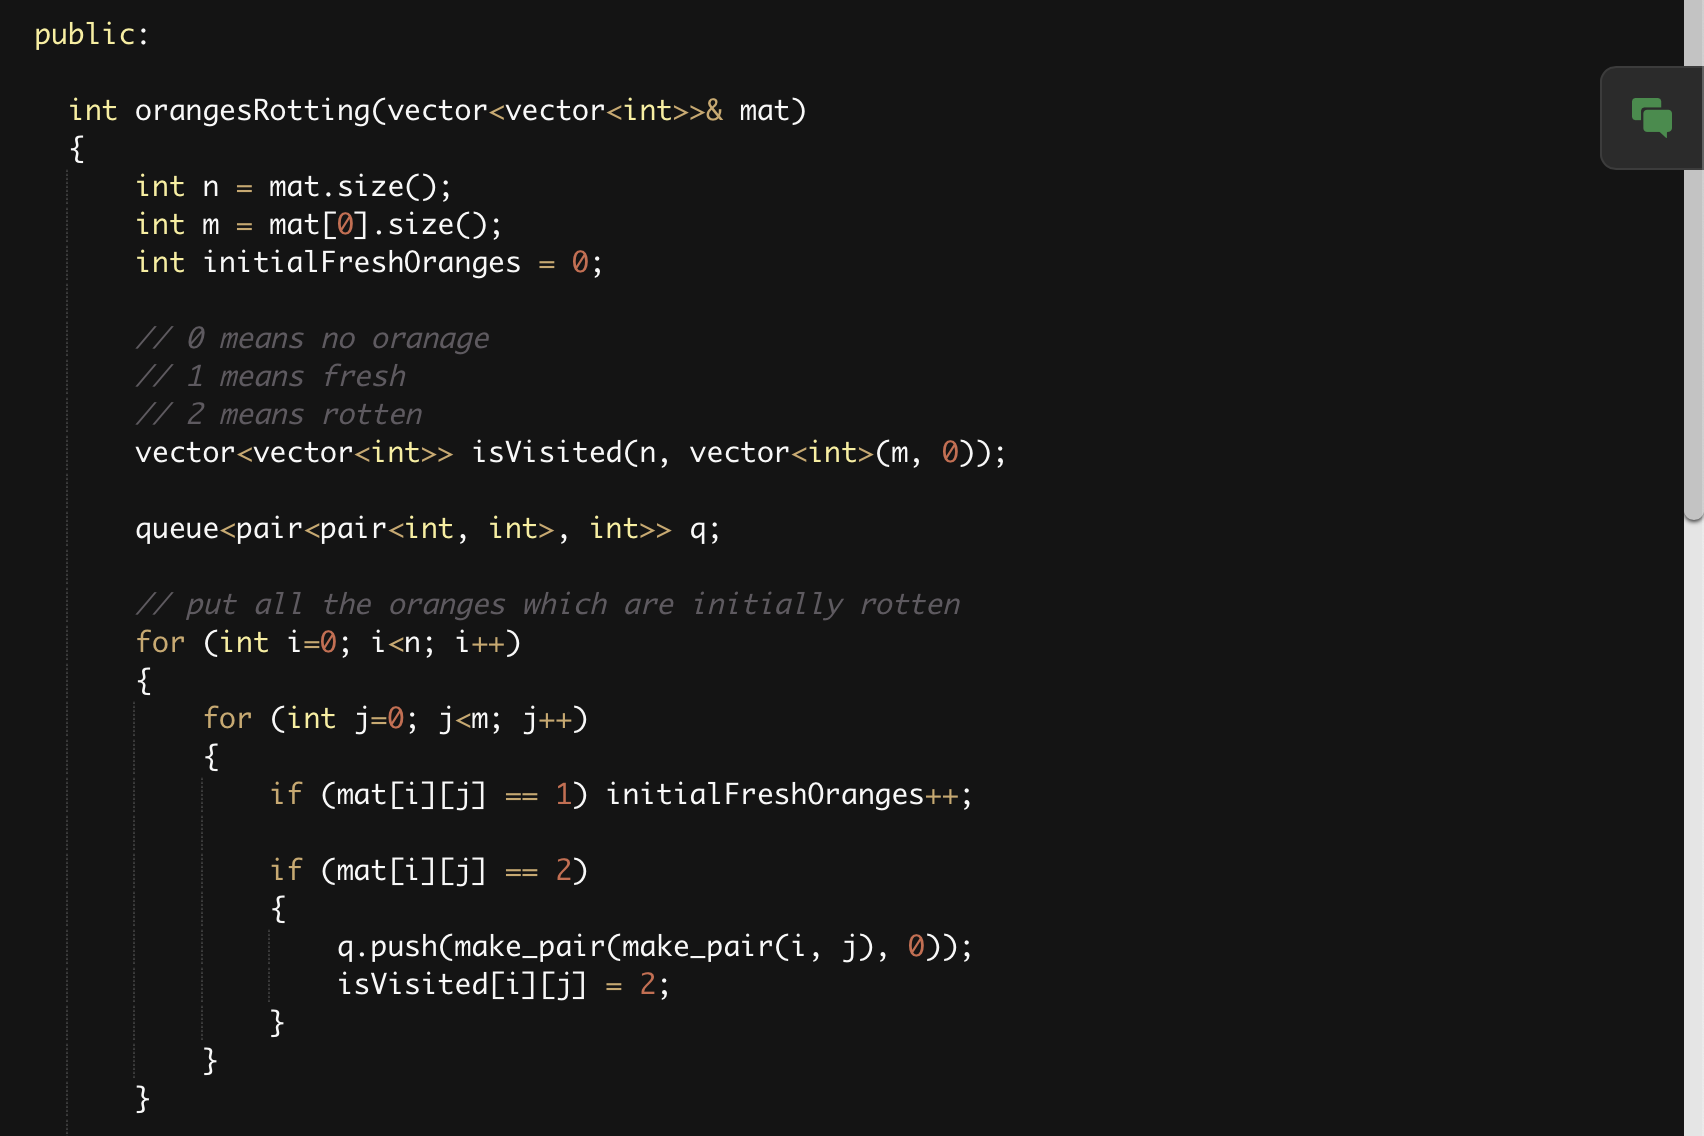 public:
int orangesRotting(vector<vector<int>>& mat)
{
int n = mat.size();
int m = mat[0].size();
int initialFreshOranges = 0;
// 0 means no oranage
// 1 means fresh
// 2 means rotten
vector<vector<int>> isVisited(n, vector<int>(m, 0));
queue<pair<pair<int, int>, int>> q;
// put all the oranges which are initially rotten
for (int i=0; i<n; i++)
{
for (int j=0; j<m; j++)
{
if (mat[i][j] == 1) initialFreshOranges++;
if (mat[i][j] == 2)
{
q.push(make_pair(make_pair(i, j), 0));
isVisited[i][j] = 2;
}
}
}